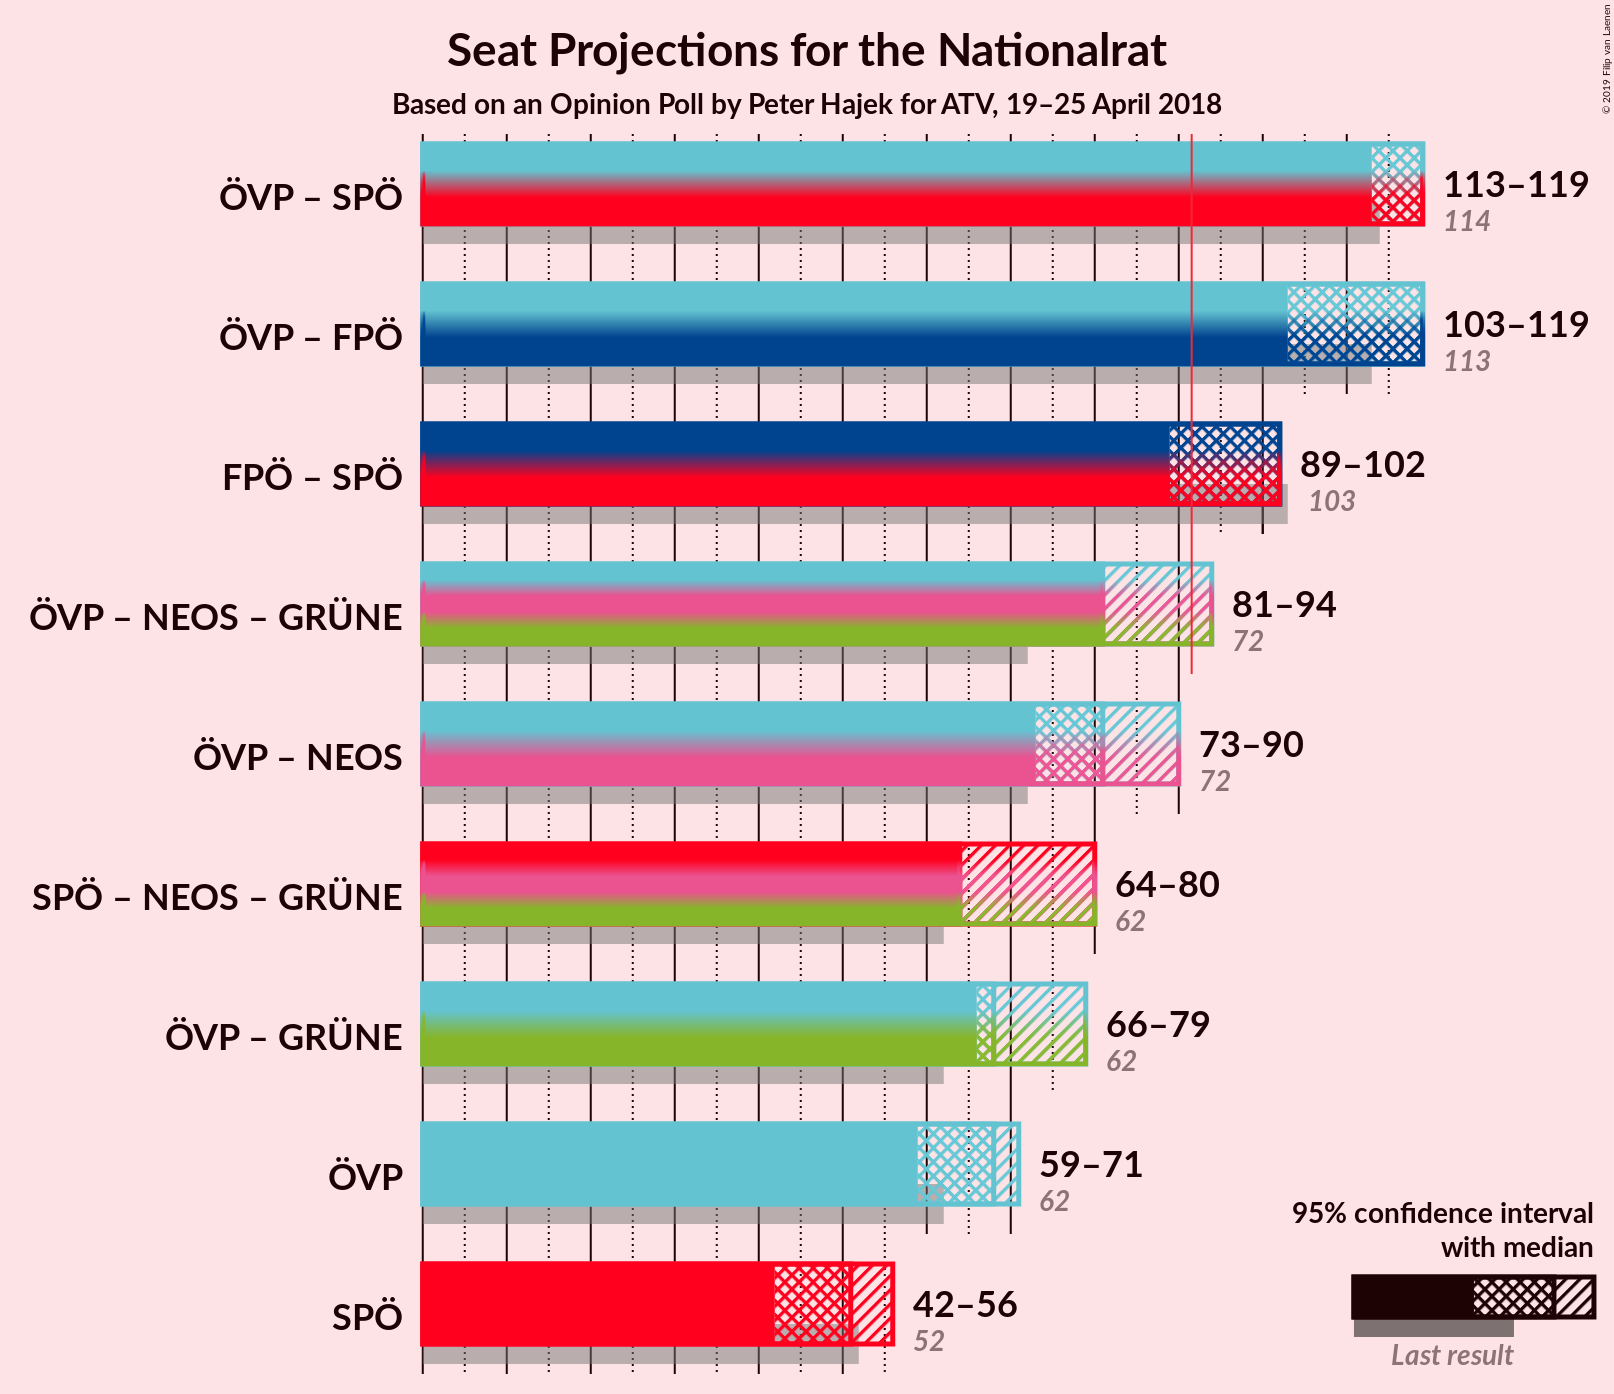 Seat Projections for the Nationalrat
Based on an Opinion Poll by Peter Hajek for ATV, 19–25 April 2018
© 2019 Filip van Laenen
ÖVP – SPÖ
113–119
114
ÖVP – FPÖ
103–119
113
FPÖ – SPÖ
89–102
103
ÖVP – NEOS – GRÜNE
81–94
72
ÖVP – NEOS
73–90
72
SPÖ – NEOS – GRÜNE
64–80
62
ÖVP – GRÜNE
66–79
62
ÖVP
59–71
62
SPÖ
42–56
52
95% confidence interval
with median
Last result